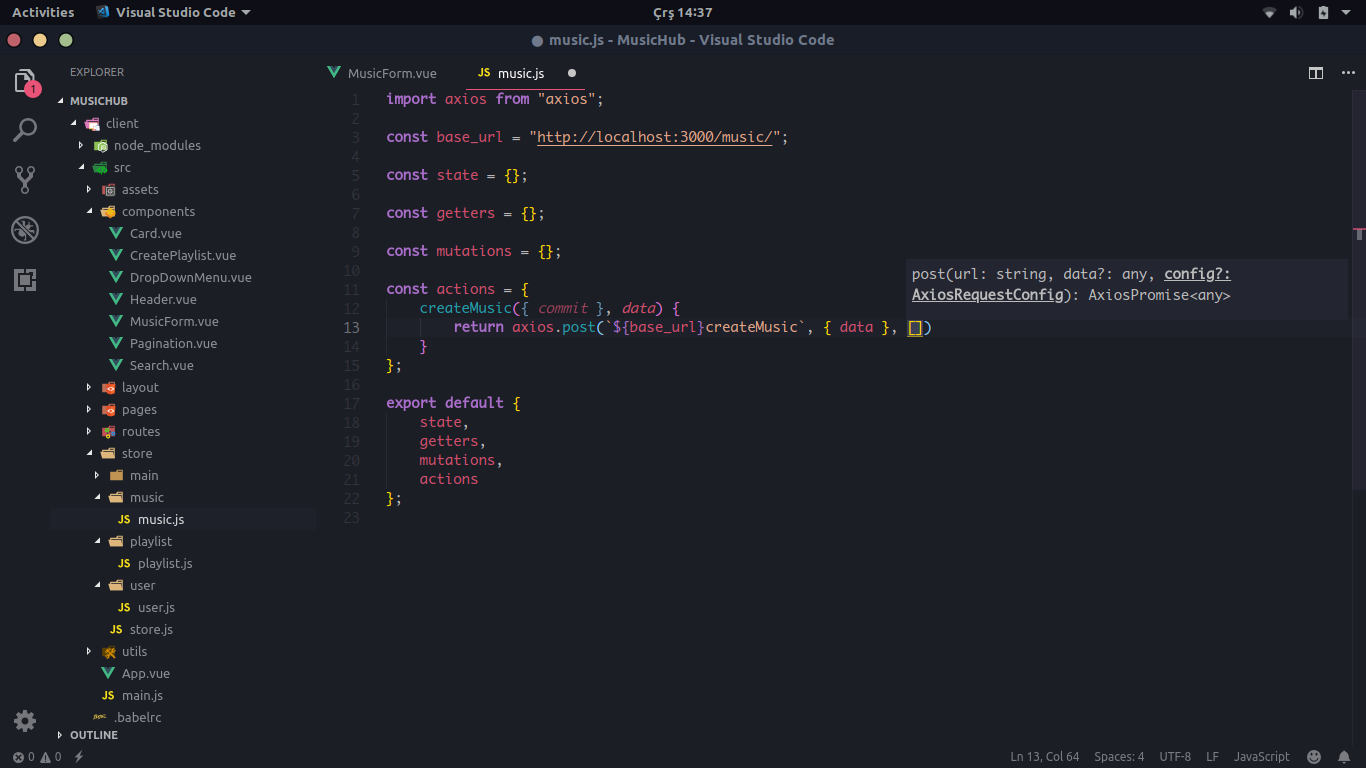 Activities Visual Studio Code Çrş 14:37
music.js - MusicHub - Visual Studio Code
EXPLORER
1
MUSICHUB
client
node_modules
src
assets
components
Card.vue
CreatePlaylist.vue
DropDownMenu.vue
Header.vue
MusicForm.vue
Pagination.vue
Search.vue
layout
pages
routes
store
main
music
JS music.js
playlist
JS playlist.js
user
JS user.js
JS store.js
utils
App.vue
JS main.js
.babelrc
OUTLINE
MusicForm.vue JS music.js
1 import axios from "axios";
2
3 const base_url = "http://localhost:3000/music/";
4
5 const state = {};
6
7 const getters = {};
8
9 const mutations = {};
10
11 const actions = {
12 createMusic({ commit }, data) {
13 return axios.post(`${base_url}createMusic`, { data }, [])
14 }
15 };
16
17 export default {
18 state,
19 getters,
20 mutations,
21 actions
22 };
23
post(url: string, data?: any, config?:
AxiosRequestConfig): AxiosPromise<any>
0 0 Ln 13, Col 64 Spaces: 4 UTF-8 LF JavaScript